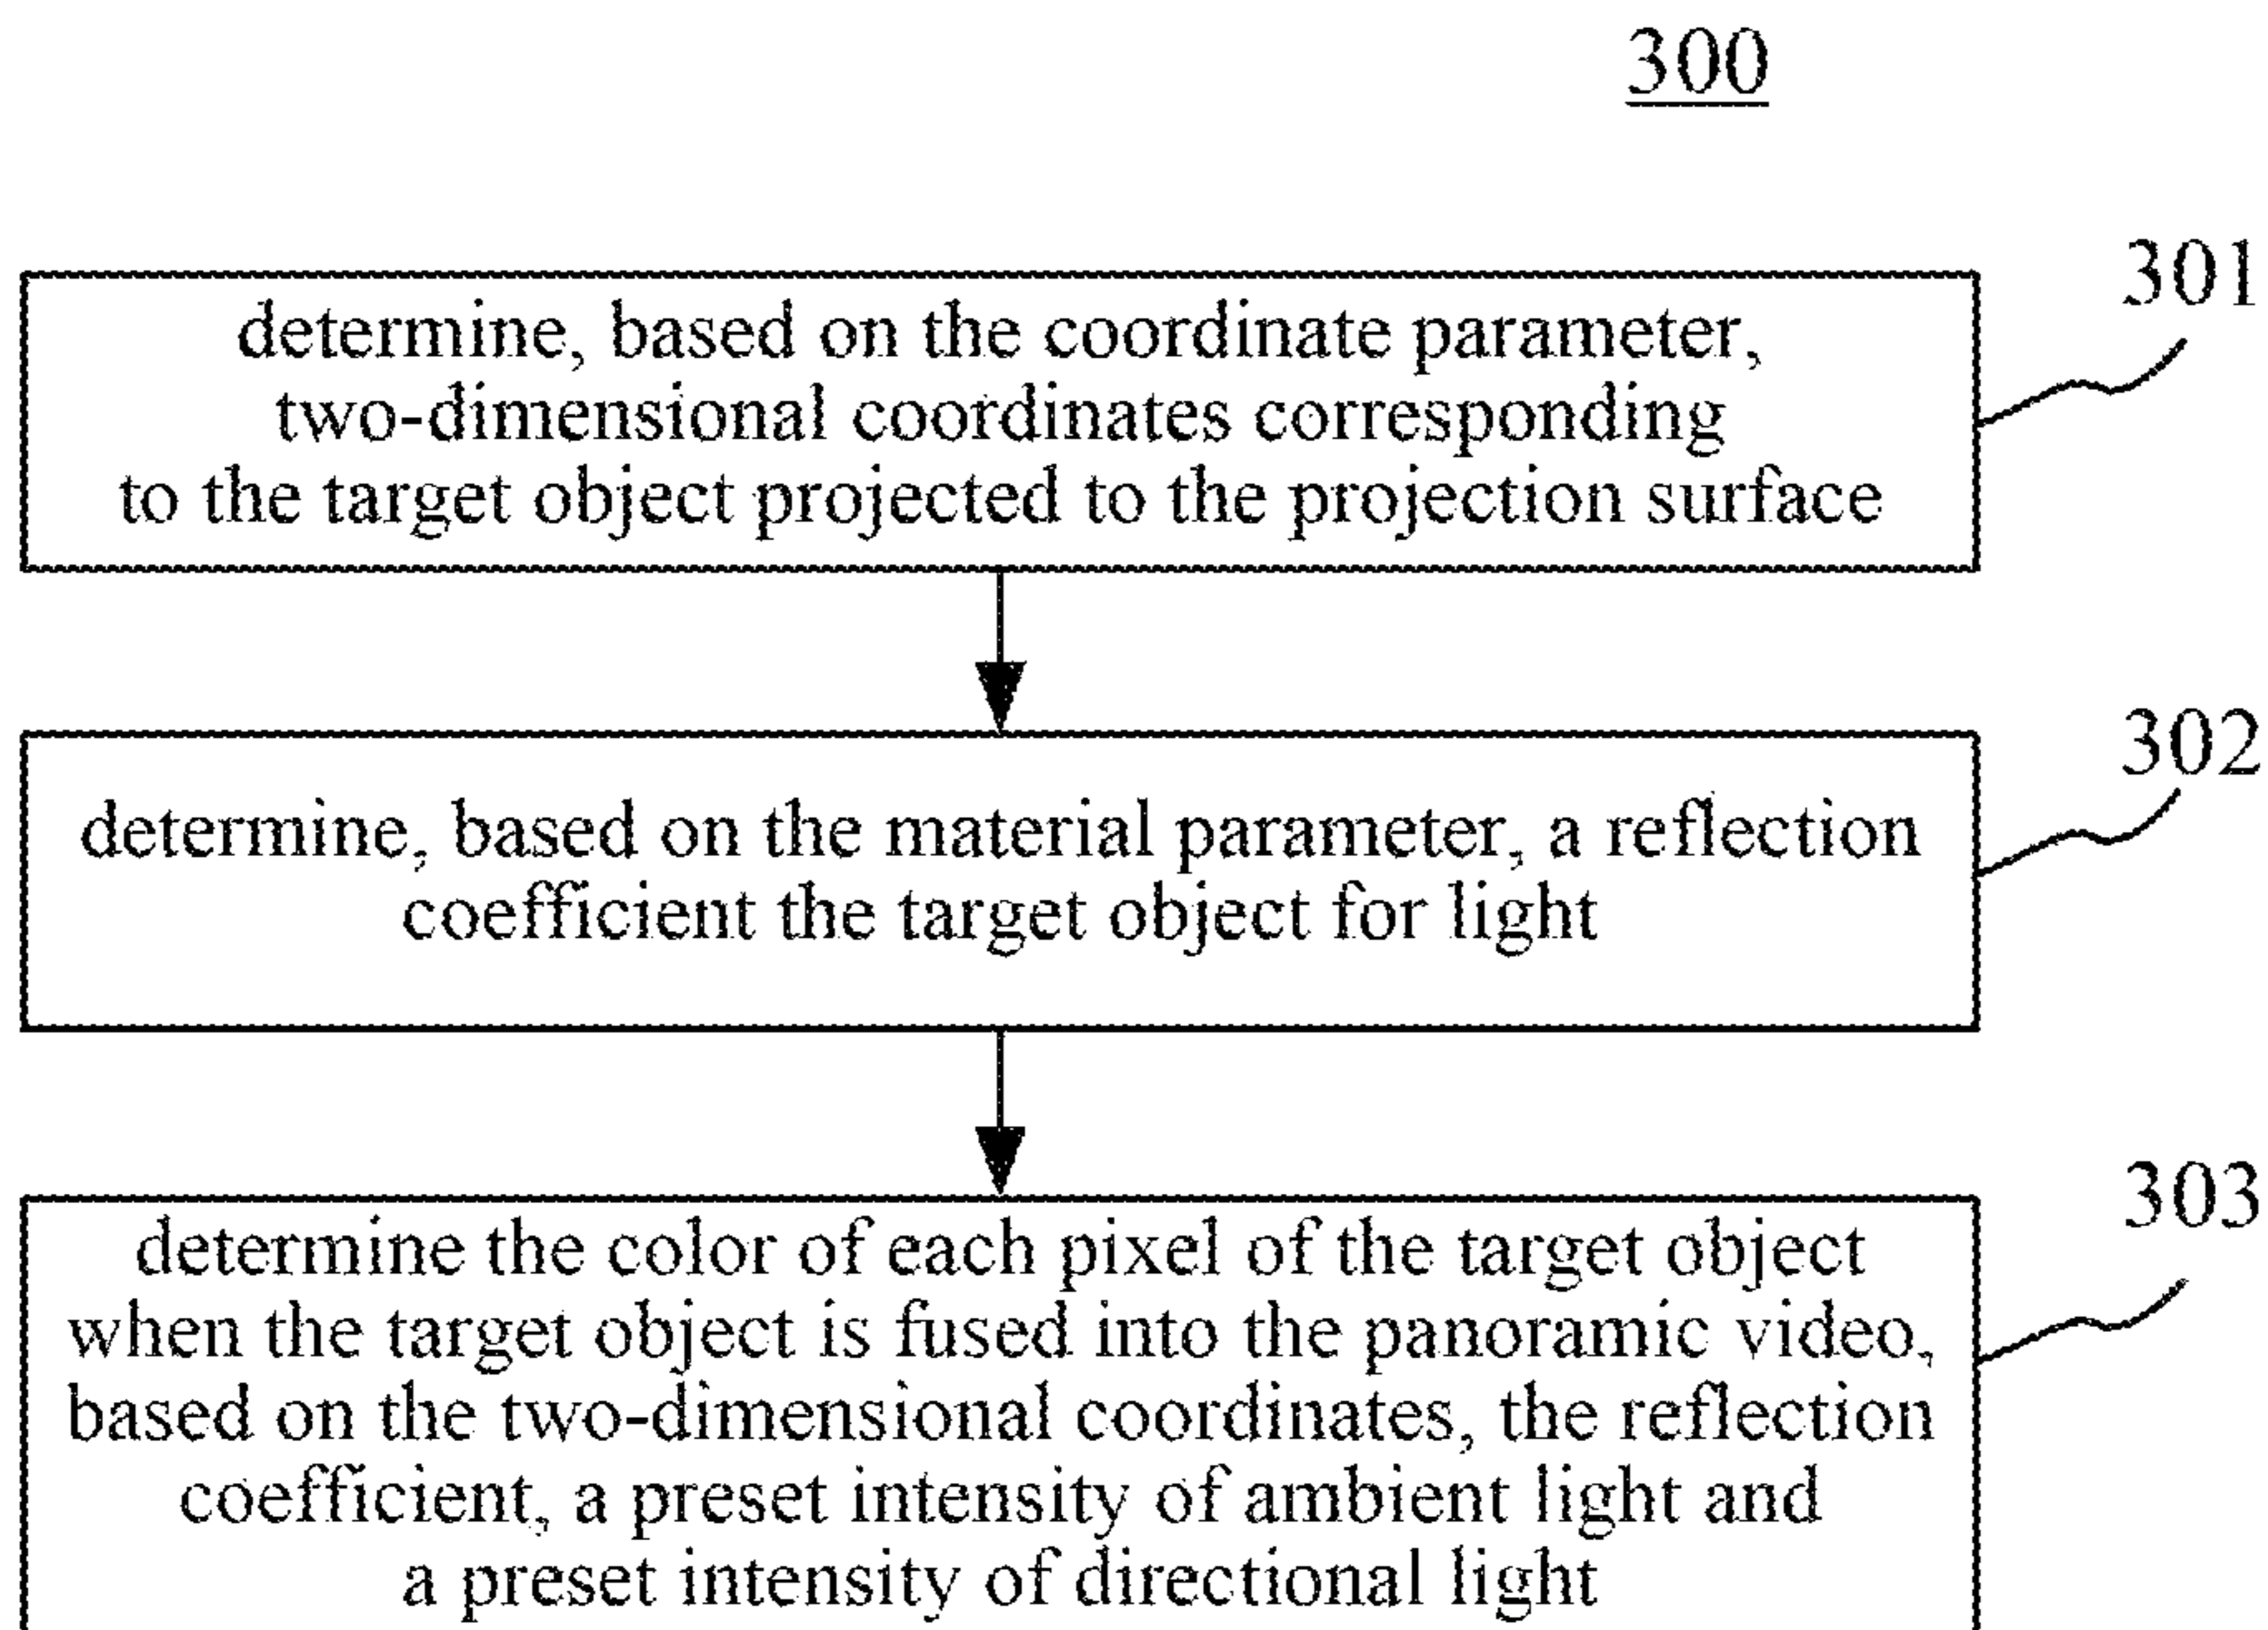 300
301
determine, based on the coordinate parameter,
two-dimensional coordinates corresponding
to the target object projected to the projection surface
302
determine, based on the material parameter, a reflection
coefficient the target object for light
303
determine the color of each pixel of the target object
when the target object is fused into the panoramic video,
based on the two-dimensional coordinates, the reflection
coefficient, a preset intensity of ambient light and
a preset intensity of directional light